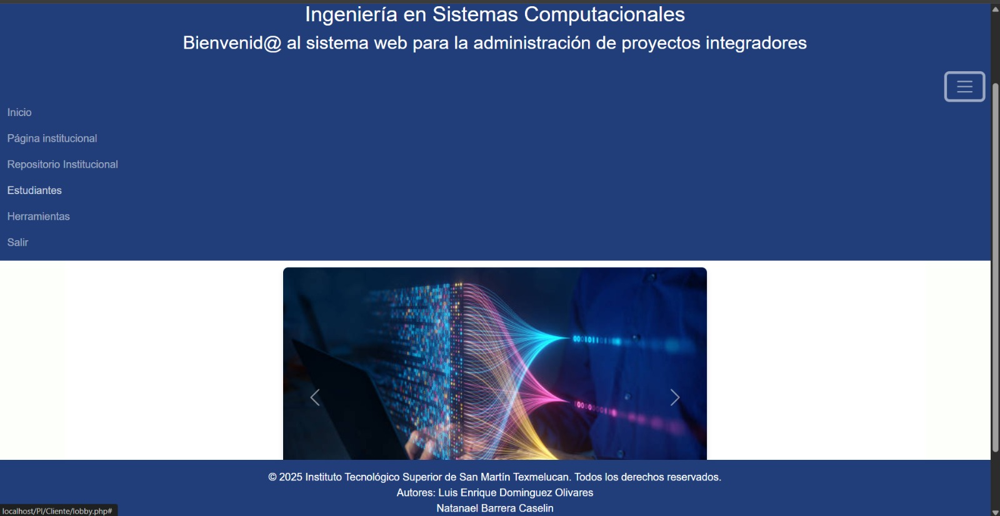 Ingeniería en Sistemas Computacionales
Bienvenid@ al sistema web para la administración de proyectos integradores
Inicio
Página institucional
Repositorio Institucional
Estudiantes
Herramientas
Salir
© 2025 Instituto Tecnológico Superior de San Martín Texmelucan. Todos los derechos reservados.
Autores: Luis Enrique Dominguez Olivares
Natanael Barrera Caselin
localhost/PI/Cliente/lobby.php#